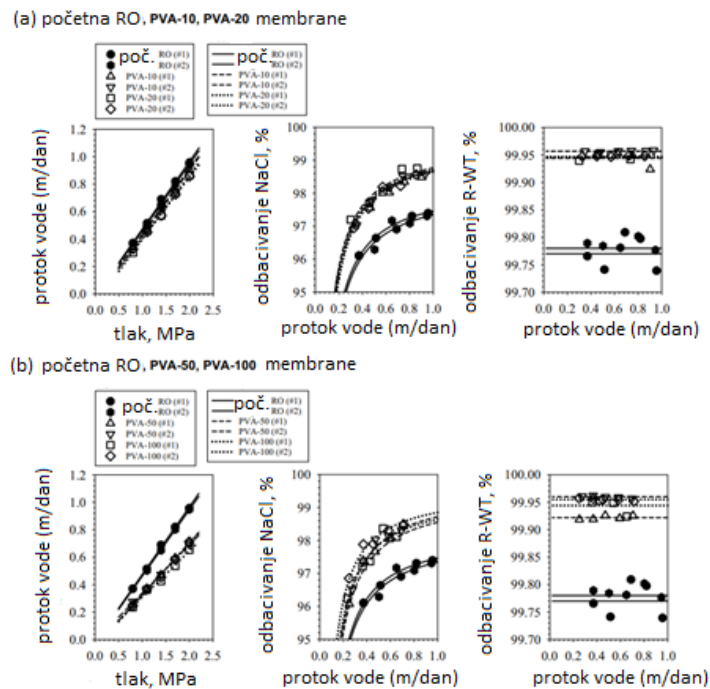 (a) početna RO, PVA-10, PVA-20 membrane
poč. RO (#1)
RO (#2)
PVA-10 (#1)
PVA-10 (#2)
PVA-20 (#1)
PVA-20 (#2)
poč. RO (#1)
RO (#2)
PVA-10 (#1)
PVA-10 (#2)
PVA-20 (#1)
PVA-20 (#2)
protok vode (m/dan)
1.2
1.0
0.8
0.6
0.4
0.2
0.0
0.0 0.5 1.0 1.5 2.0 2.5
tlak, MPa
odbacivanje NaCl, %
100
99
98
97
96
95
0.0 0.2 0.4 0.6 0.8 1.0
protok vode (m/dan)
odbacivanje R-WT, %
100.00
99.95
99.90
99.80
99.75
99.70
0.0 0.2 0.4 0.6 0.8 1.0
protok vode (m/dan)
(b) početna RO, PVA-50, PVA-100 membrane
poč. RO (#1)
RO (#2)
PVA-50 (#1)
PVA-50 (#2)
PVA-100 (#1)
PVA-100 (#2)
poč. RO (#1)
RO (#2)
PVA-50 (#1)
PVA-50 (#2)
PVA-100 (#1)
PVA-100 (#2)
protok vode (m/dan)
1.2
1.0
0.8
0.6
0.4
0.2
0.0
0.0 0.5 1.0 1.5 2.0 2.5
tlak, MPa
odbacivanje NaCl, %
100
99
98
97
96
95
0.0 0.2 0.4 0.6 0.8 1.0
protok vode (m/dan)
odbacivanje R-WT, %
100.00
99.95
99.90
99.80
99.75
99.70
0.0 0.2 0.4 0.6 0.8 1.0
protok vode (m/dan)